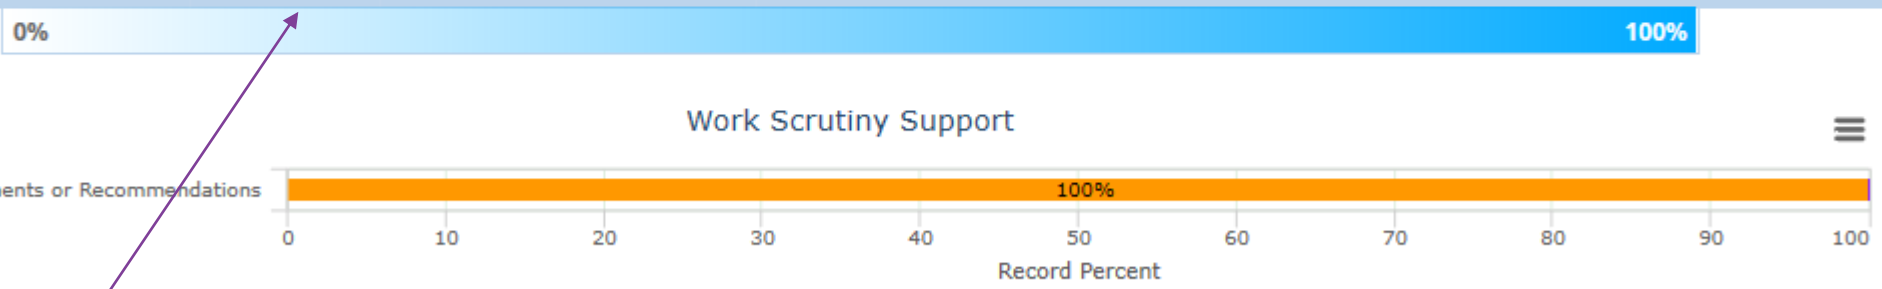 0% 100%
Work Scrutiny Support
or Recommendations
100%
0 10 20 30 40 50 60 70 80 90 100
Record Percent